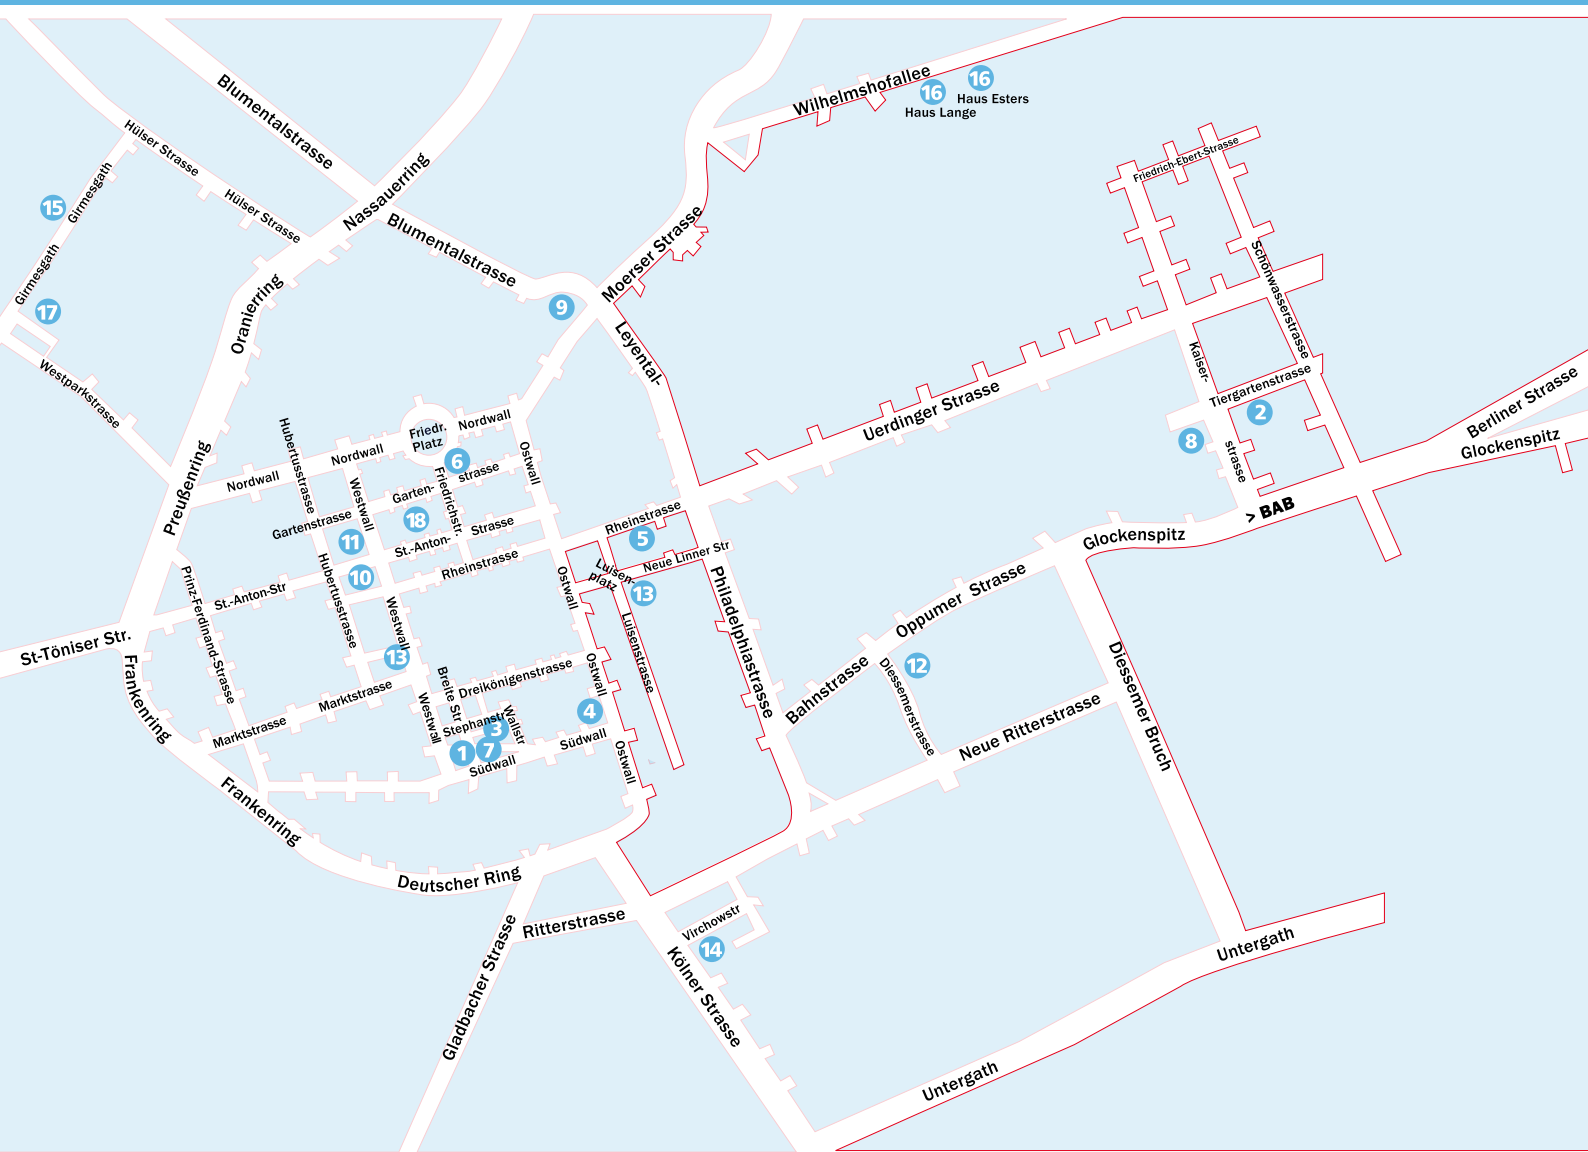 Wilhelmshofallee
16
16
Haus Esters
Haus Lange
Blumentalstrasse
Hülser Strasse
Hülser Strasse
Nassauerring
Blumentalstrasse
Girmesgath
15
Girmesgath
17
Westparkstrasse
Oranierring
Moerser Strasse
9
Leyental-
Friedrich-Ebert-Strasse
Schönwasserstrasse
Kaiser-
strasse
Tiergartenstrasse
2
8
Uerdinger Strasse
Berliner Strasse
Glockenspitz
> BAB
Glockenspitz
Preußenring
Nordwall
Nordwall
Friedr.
Platz
Nordwall
6
Hubertusstrasse
Westwall
Garten-
strasse
Friedrichstr.
Ostwall
Gartenstrasse
18
11
St.-Anton-
Strasse
10
Rheinstrasse
Rheinstrasse
5
Neue Linner Str
Luisen-
platz
13
Hubertusstrasse
St.-Anton-Str
Prinz-Ferdinand-Strasse
St-Töniser Str.
Frankenring
Westwall
13
Ostwall
Luisenstrasse
Philadelphiastrasse
Oppumer Strasse
Bahnstrasse
12
Diessemerstrasse
Diessemer Bruch
Neue Ritterstrasse
Marktstrasse
Marktstrasse
Westwall
Breite Str
Dreikönigenstrasse
Ostwall
Stephanstr
Wallstr
3
4
1
7
Südwall
Südwall
Ostwall
Frankenring
Deutscher Ring
Ritterstrasse
Gladbacher Strasse
Virchowstr
14
Kölner Strasse
Untergath
Untergath